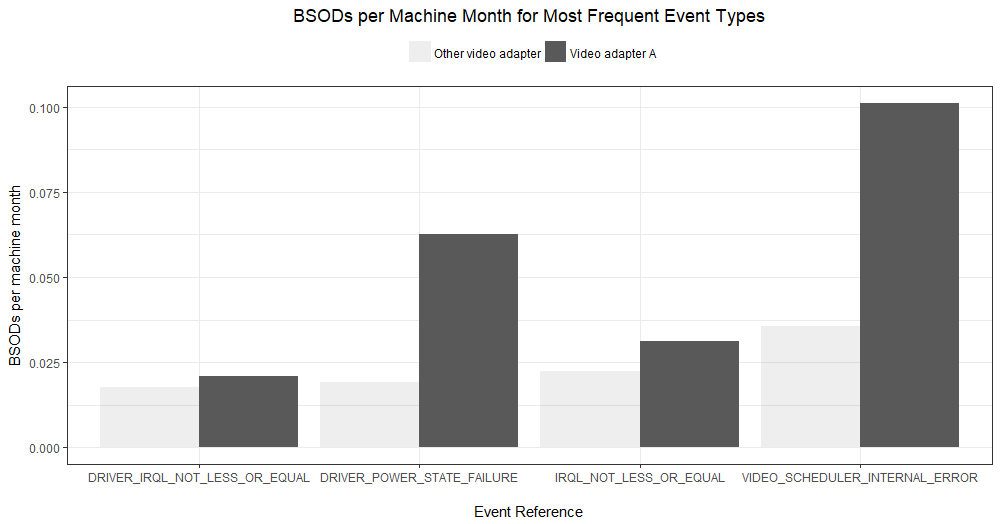 BSODs per Machine Month for Most Frequent Event Types
Other video adapter Video adapter A
BSODs per machine month
0.100
0.075
0.050
0.025
0.000
DRIVER_IRQL_NOT_LESS_OR_EQUAL DRIVER_POWER_STATE_FAILURE IRQL_NOT_LESS_OR_EQUAL VIDEO_SCHEDULER_INTERNAL_ERROR
Event Reference